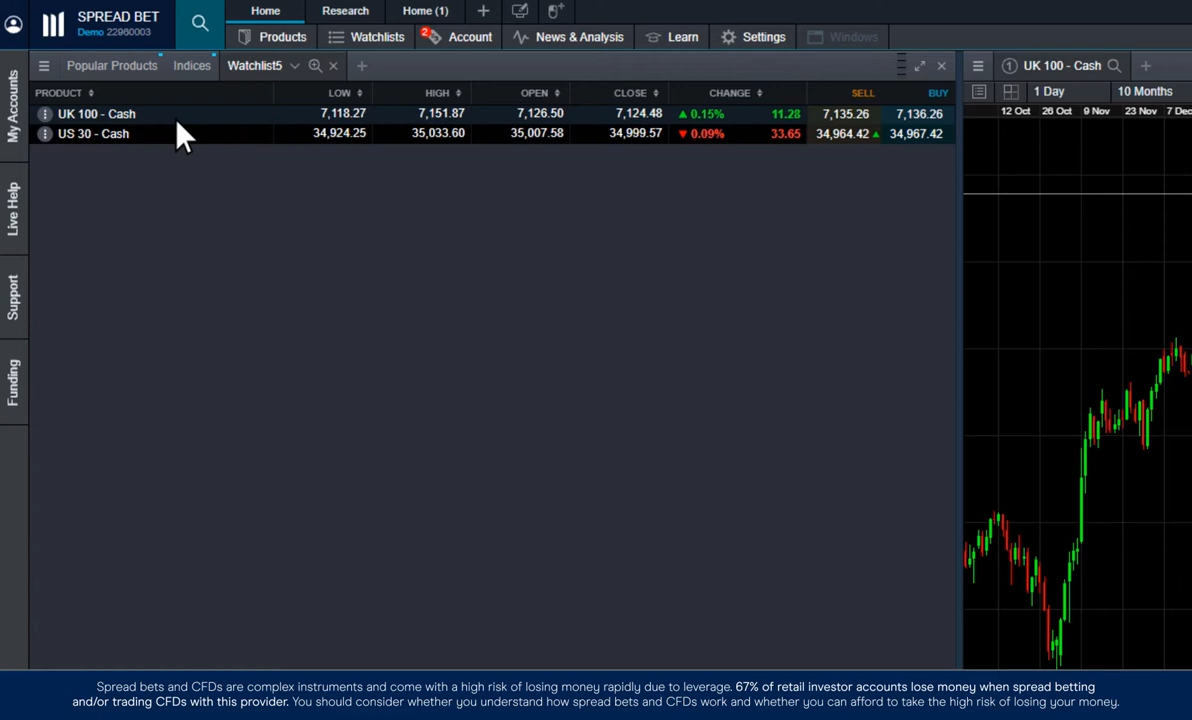 SPREAD BET
Demo 22960003
Home Research Home (1)
Products Watchlists 2 Account News & Analysis Learn Settings Windows
My Accounts
Live Help
Support
Funding
Popular Products Indices Watchlist5
PRODUCT LOW HIGH OPEN CLOSE CHANGE SELL BUY
UK 100 - Cash 7,118.27 7,151.87 7,126.50 7,124.48 0.15% 11.28 7,135.26 7,136.26
US 30 - Cash 34,924.25 35,033.60 35,007.58 34,999.57 0.09% 33.65 34,964.42 34,967.42
1 UK 100 - Cash
1 Day 10 Months
12 Oct 26 Oct 9 Nov 23 Nov 7 Dec
Spread bets and CFDs are complex instruments and come with a high risk of losing money rapidly due to leverage. 67% of retail investor accounts lose money when spread betting
and/or trading CFDs with this provider. You should consider whether you understand how spread bets and CFDs work and whether you can afford to take the high risk of losing your money.